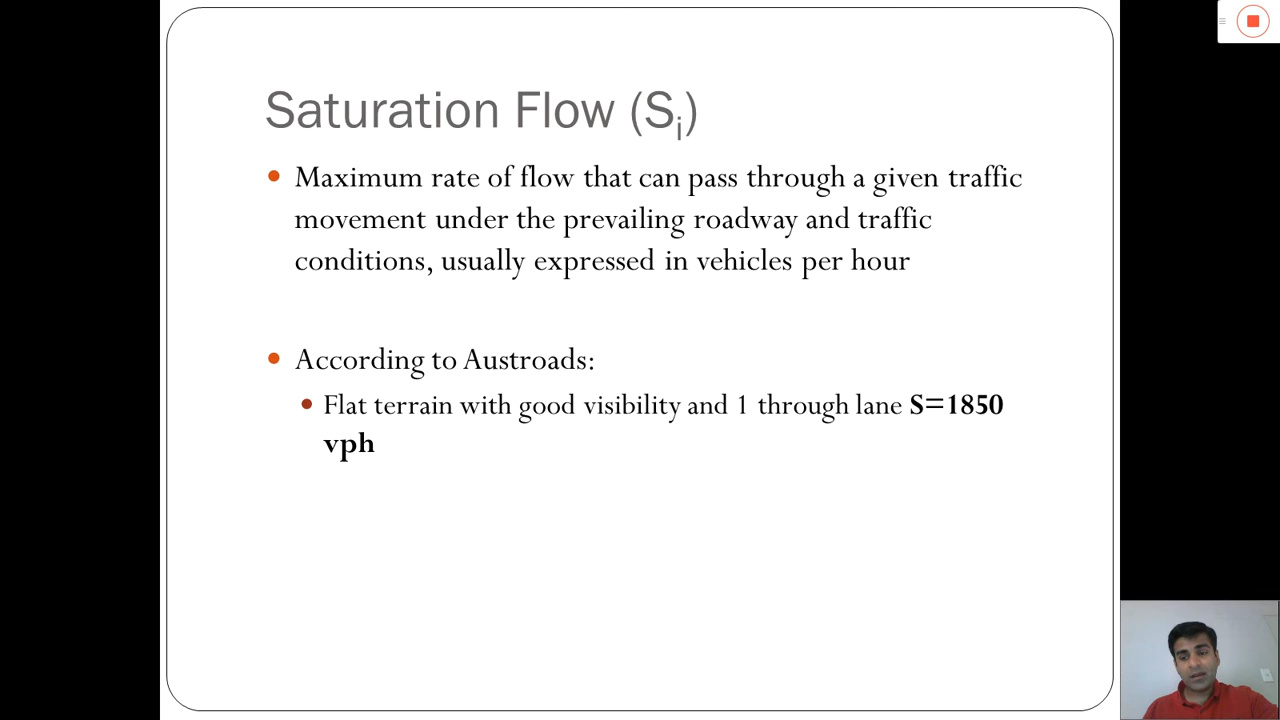 Saturation Flow (Si)
• Maximum rate of flow that can pass through a given traffic
movement under the prevailing roadway and traffic
conditions, usually expressed in vehicles per hour
• According to Austroads:
• Flat terrain with good visibility and 1 through lane S=1850
vph